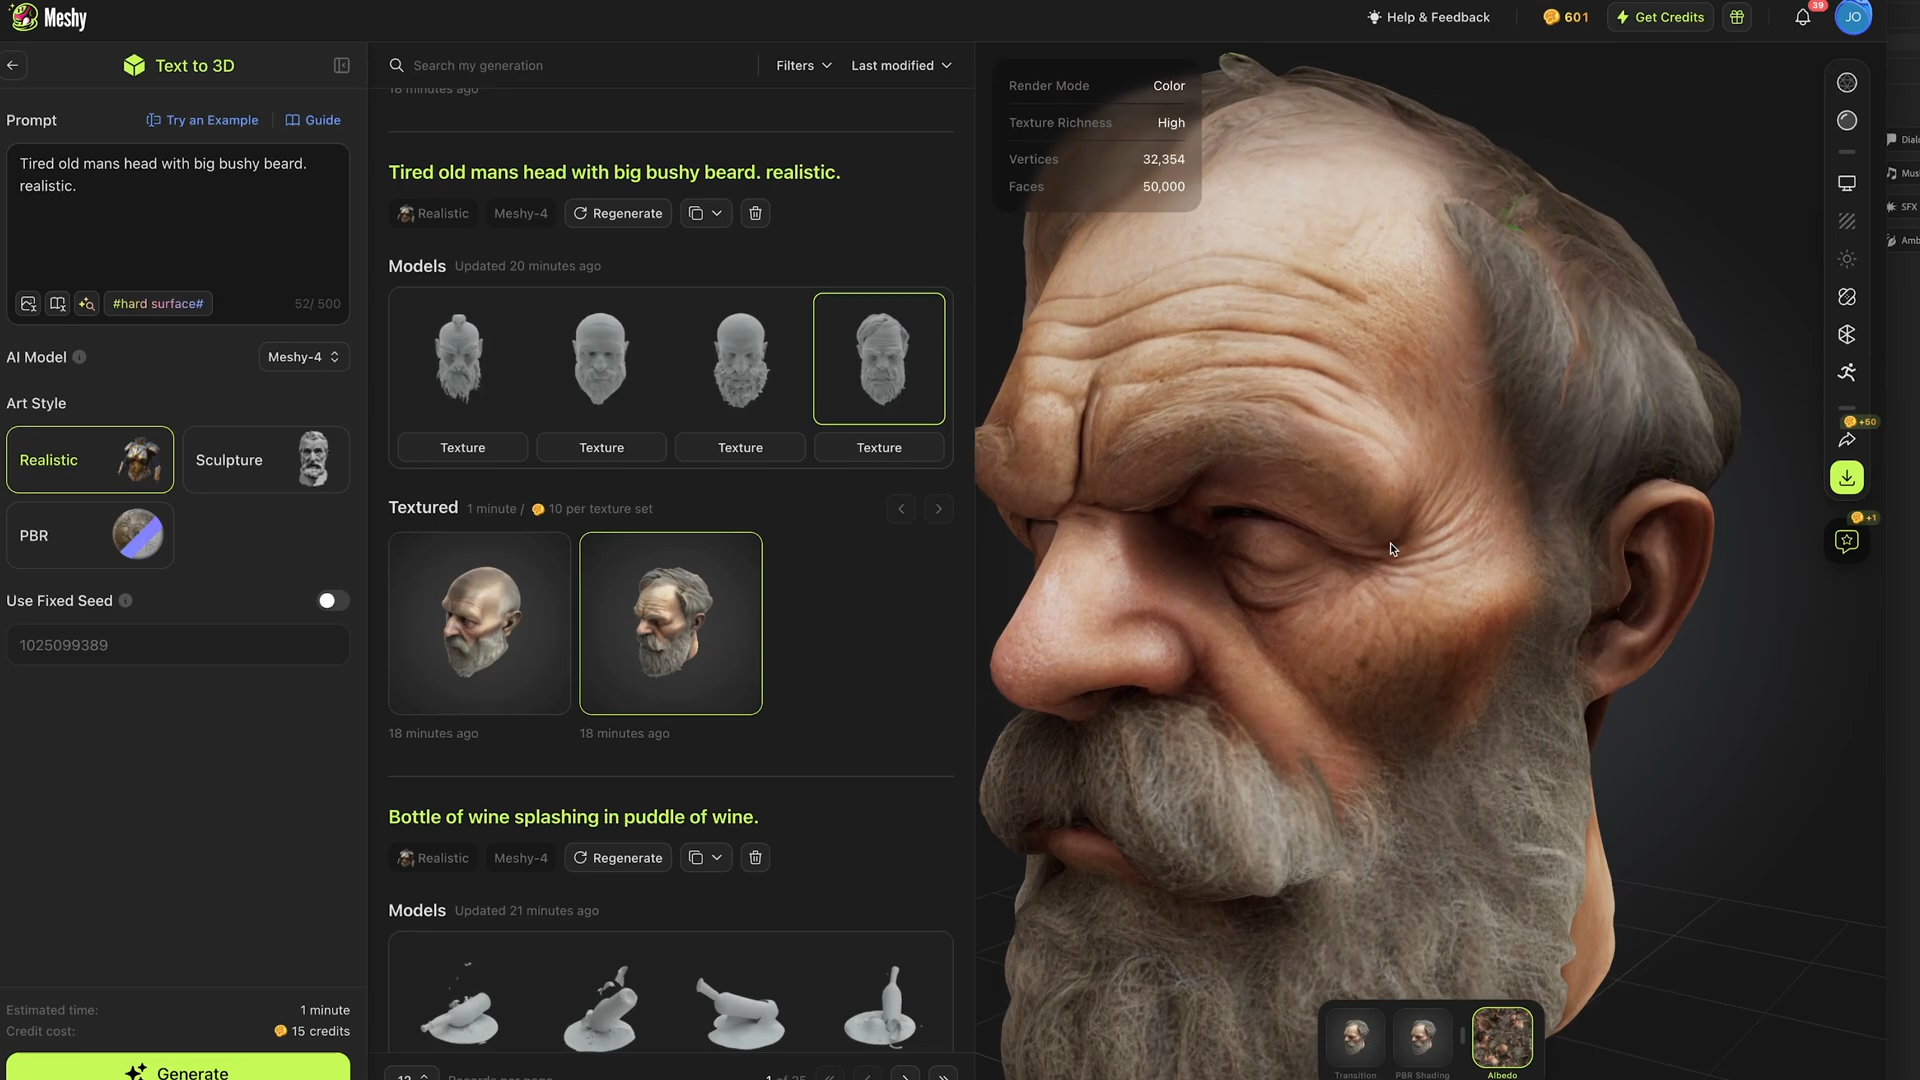 Meshy
Help & Feedback
601
Get Credits
39
JO
Text to 3D
Prompt
Try an Example
Guide
Tired old mans head with big bushy beard.
realistic.
#hard surface#
52/ 500
AI Model
Meshy-4
Art Style
Realistic
Sculpture
PBR
Use Fixed Seed
1025099389
Estimated time:
1 minute
Credit cost:
15 credits
Generate
Search my generation
Filters
Last modified
18 minutes ago
Tired old mans head with big bushy beard. realistic.
Realistic
Meshy-4
Regenerate
Models
Updated 20 minutes ago
Texture
Texture
Texture
Texture
Textured
1 minute /
10 per texture set
18 minutes ago
18 minutes ago
Bottle of wine splashing in puddle of wine.
Realistic
Meshy-4
Regenerate
Models
Updated 21 minutes ago
Render Mode
Color
Texture Richness
High
Vertices
32,354
Faces
50,000
+50
+1
Transition
PBR Shading
Albedo
SFX